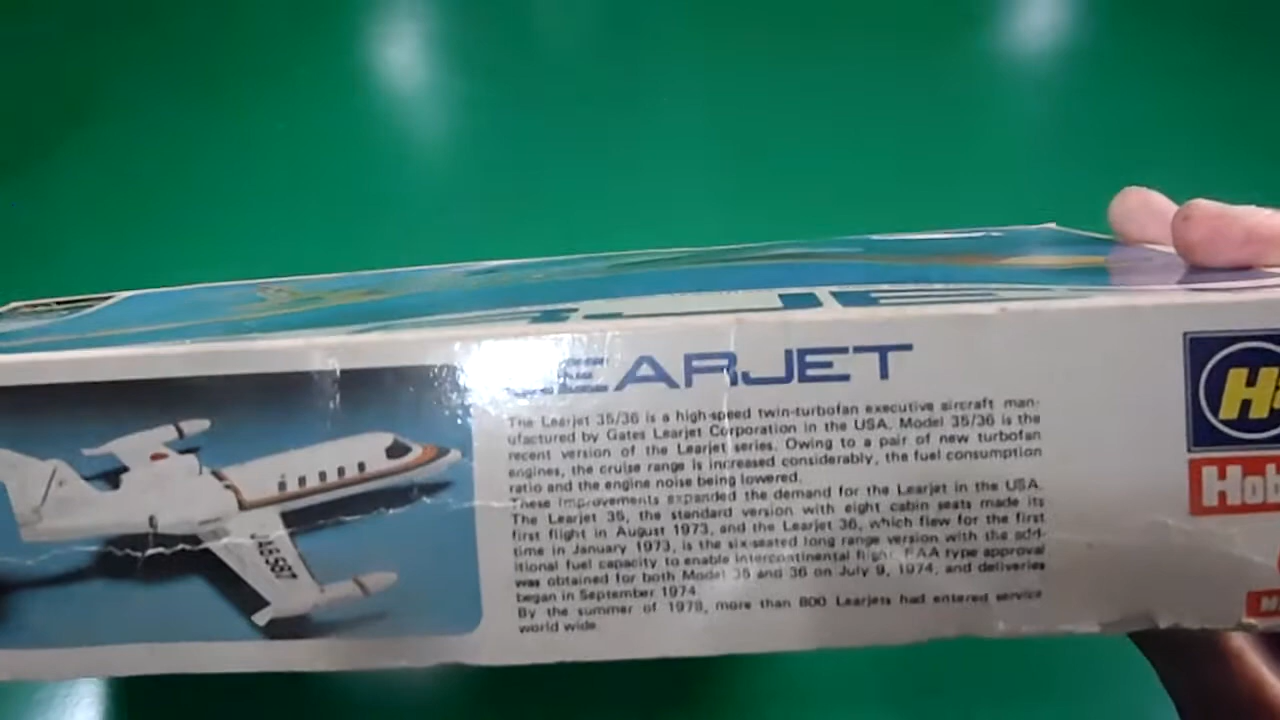 EARJET
The Learjet 35/36 is a high-speed twin-turbofan executive aircraft man-
ufactured by Gates Learjet Corporation in the USA. Model 35/36 is the
recent version of the Learjet series. Owing to a pair of new turbofan
engines, the cruise range is increased considerably, the fuel consumption
ratio and the engine noise being lowered.
These improvements expanded the demand for the Learjet in the USA.
The Learjet 35, the standard version with eight cabin seats made its
first flight in August 1973, and the Learjet 36, which flew for the first
time in January 1973, is the six-seated long range version with the add-
itional fuel capacity to enable intercontinental flight. FAA type approval
was obtained for both Model 35 and 36 on July 9, 1974, and deliveries
began in September 1974.
By the summer of 1978, more than 800 Learjets had entered service
world wide.
Hob